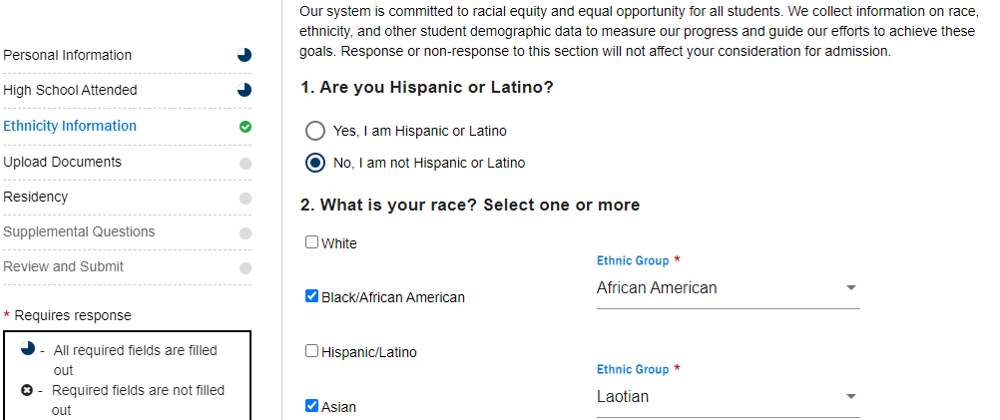 Our system is committed to racial equity and equal opportunity for all students. We collect information on race,
ethnicity, and other student demographic data to measure our progress and guide our efforts to achieve these
goals. Response or non-response to this section will not affect your consideration for admission.
Personal Information
High School Attended
Ethnicity Information
Upload Documents
Residency
Supplemental Questions
Review and Submit
* Requires response
- All required fields are filled
out
- Required fields are not filled
out
1. Are you Hispanic or Latino?
Yes, I am Hispanic or Latino
No, I am not Hispanic or Latino
2. What is your race? Select one or more
White
Ethnic Group *
Black/African American
African American
Hispanic/Latino
Ethnic Group *
Asian
Laotian